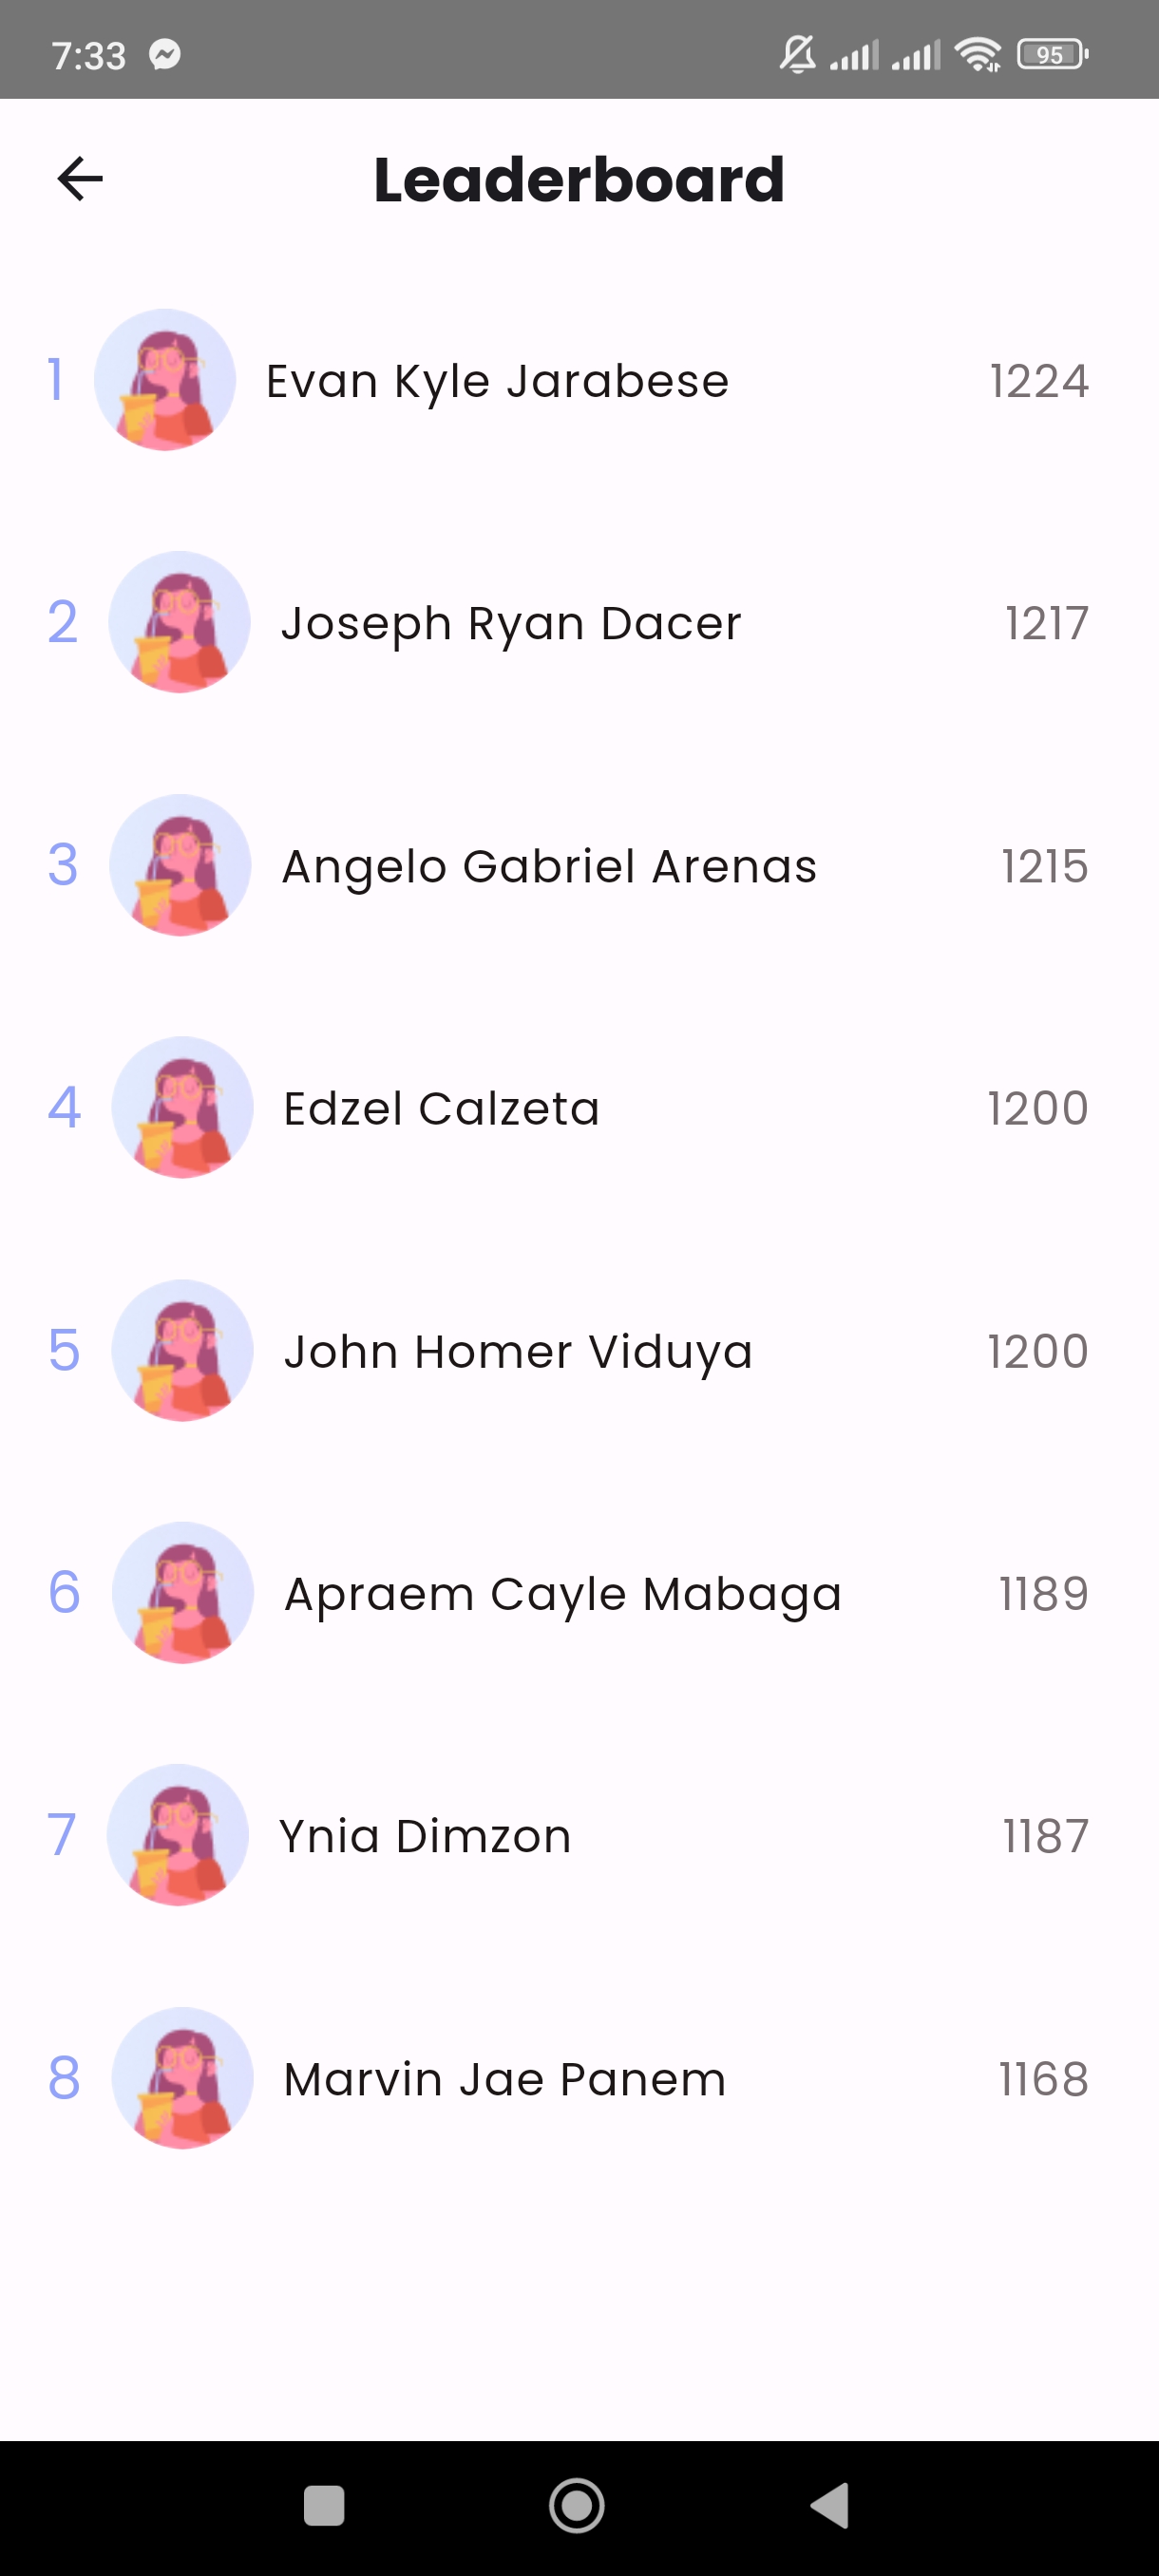 7:33 95
Leaderboard
1 Evan Kyle Jarabese 1224
2 Joseph Ryan Dacer 1217
3 Angelo Gabriel Arenas 1215
4 Edzel Calzeta 1200
5 John Homer Viduya 1200
6 Apraem Cayle Mabaga 1189
7 Ynia Dimzon 1187
8 Marvin Jae Panem 1168